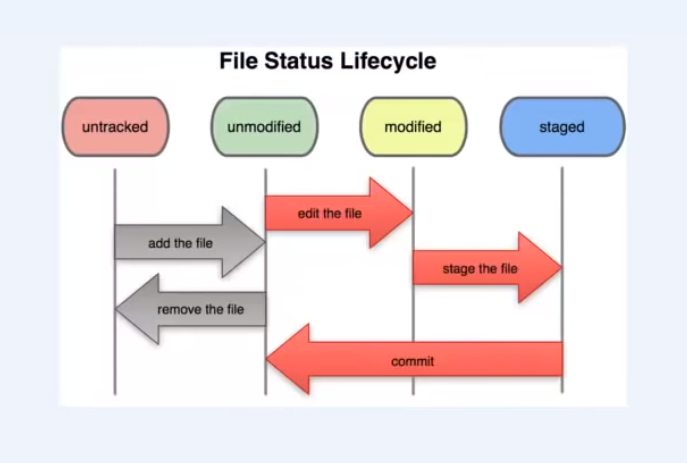 File Status Lifecycle
untracked
unmodified
modified
staged
edit the file
add the file
stage the file
remove the file
commit